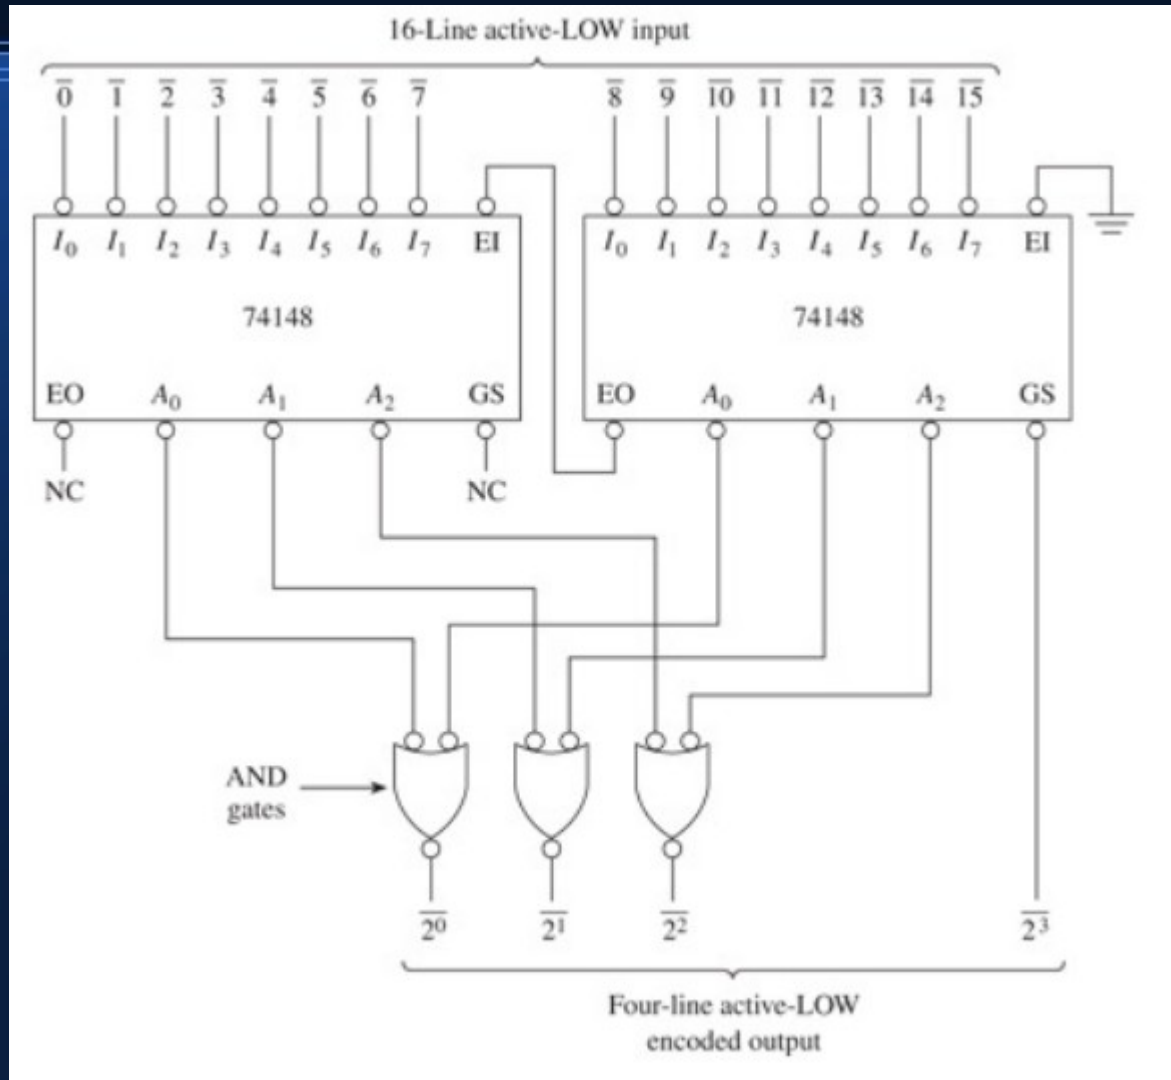 16-Line active-LOW input
0̅ 1̅ 2̅ 3̅ 4̅ 5̅ 6̅ 7̅ 8̅ 9̅ 1̅0̅ 1̅1̅ 1̅2̅ 1̅3̅ 1̅4̅ 1̅5̅
I₀ I₁ I₂ I₃ I₄ I₅ I₆ I₇ EI I₀ I₁ I₂ I₃ I₄ I₅ I₆ I₇ EI
74148 74148
EO A₀ A₁ A₂ GS EO A₀ A₁ A₂ GS
NC NC
AND
gates
2̅⁰̅ 2̅¹̅ 2̅²̅ 2̅³̅
Four-line active-LOW
encoded output